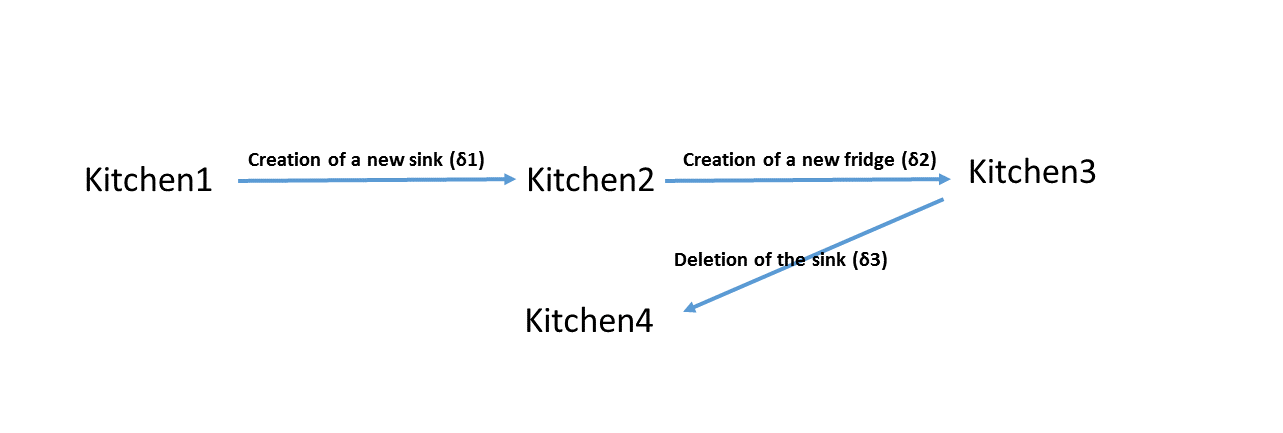 Creation of a new sink (δ1)
Creation of a new fridge (δ2)
Kitchen1
Kitchen2
Kitchen3
Deletion of the sink (δ3)
Kitchen4